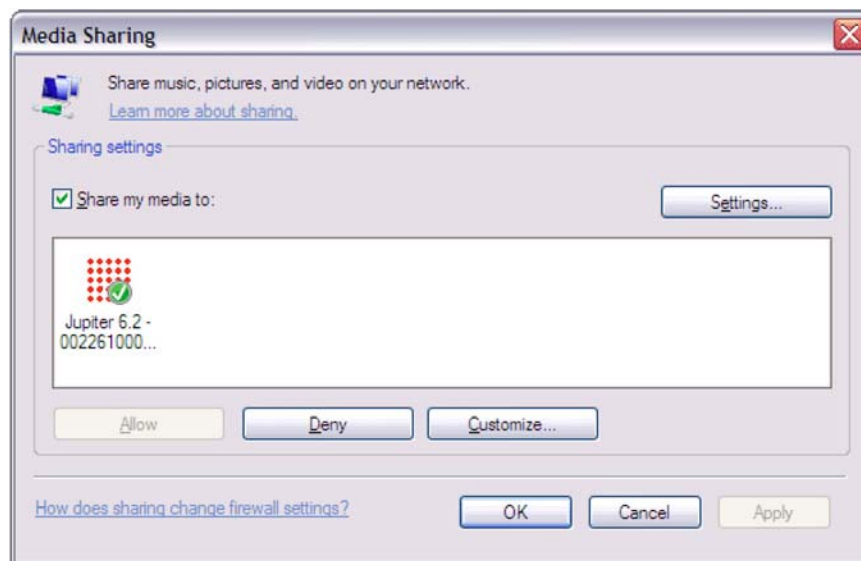 Media Sharing
Share music, pictures, and video on your network.
Learn more about sharing.
Sharing settings
Share my media to:
Settings...
Jupiter 6.2 -
002261000...
Allow
Deny
Customize...
How does sharing change firewall settings?
OK
Cancel
Apply